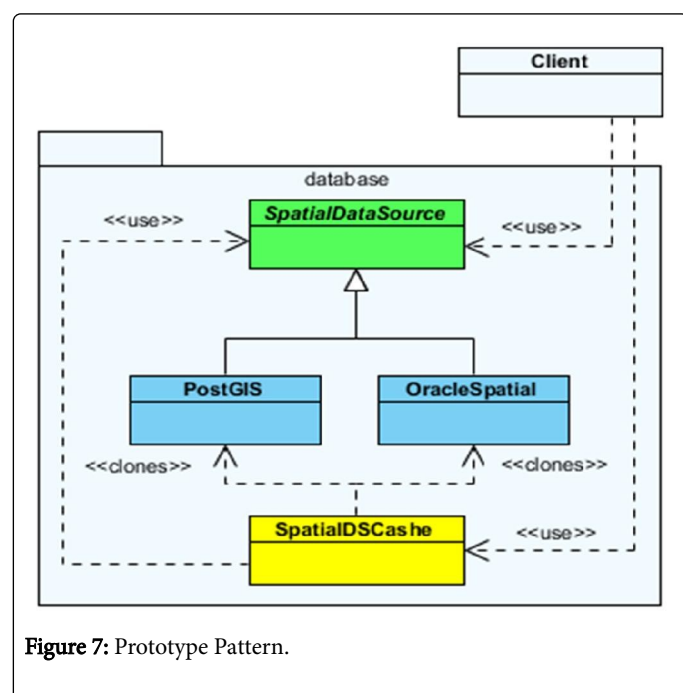 Client
database
<<use>>
SpatialDataSource
<<use>>
PostGIS
OracleSpatial
<<clones>>
<<clones>>
SpatialDSCashe
<<use>>
Figure 7: Prototype Pattern.